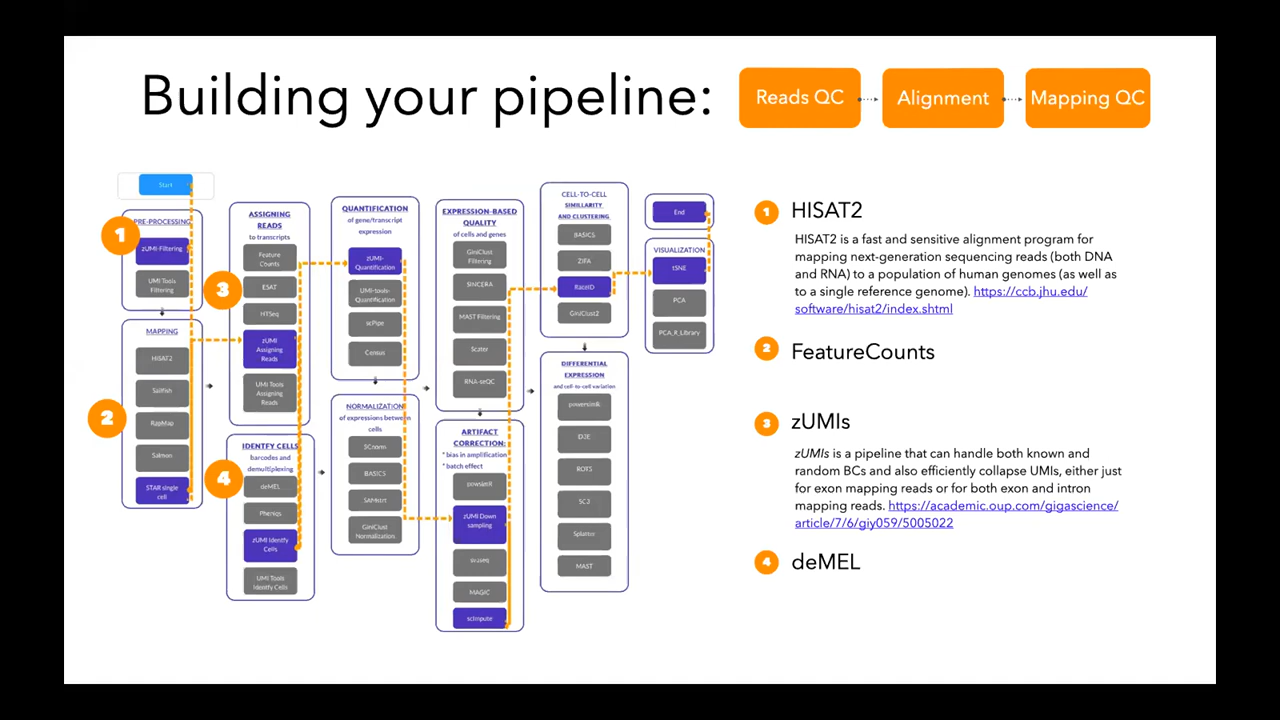 Building your pipeline:
Reads QC
Alignment
Mapping QC
Start
1
PRE-PROCESSING
zUMI-Filtering
UMI Tools
Filtering
2
MAPPING
HISAT2
Sailfish
RapMap
Salmon
STAR single
cell
3
ASSIGNING
READS
to transcripts
Feature
Counts
ESAT
HTSeq
zUMI
Assigning
Reads
UMI Tools
Assigning
Reads
4
IDENTIFY CELLS
barcodes and
demultiplexing
deMEL
Pheniqs
zUMI Identify
Cells
UMI Tools
Identify Cells
QUANTIFICATION
of gene/transcript
expression
zUMI-
Quantification
UMI-tools-
Quantification
scPipe
Census
NORMALIZATION
of expressions between
cells
SCnorm
BASICS
SAMstrt
GiniClust
Normalization
EXPRESSION-BASED
QUALITY
of cells and genes
GiniClust
Filtering
SINCERA
MAST Filtering
Scater
RNA-seQC
ARTIFACT
CORRECTION:
* bias in amplification
* batch effect
powsimR
zUMI Down
sampling
MAGIC
scImpute
CELL-TO-CELL
SIMILLARITY
AND CLUSTERING
BASICS
ZIFA
RaceID
GiniClust2
DIFFERENTIAL
EXPRESSION
and cell-to-cell variation
powersimR
D3E
ROTS
SC3
Splatter
MAST
End
VISUALIZATION
tSNE
PCA
PCA_R_Library
1 HISAT2
HISAT2 is a fast and sensitive alignment program for
mapping next-generation sequencing reads (both DNA
and RNA) to a population of human genomes (as well as
to a single reference genome). https://ccb.jhu.edu/
software/hisat2/index.shtml
2 FeatureCounts
3 zUMIs
zUMIs is a pipeline that can handle both known and
random BCs and also efficiently collapse UMIs, either just
for exon mapping reads or for both exon and intron
mapping reads. https://academic.oup.com/gigascience/
article/7/6/giy059/5005022
4 deMEL